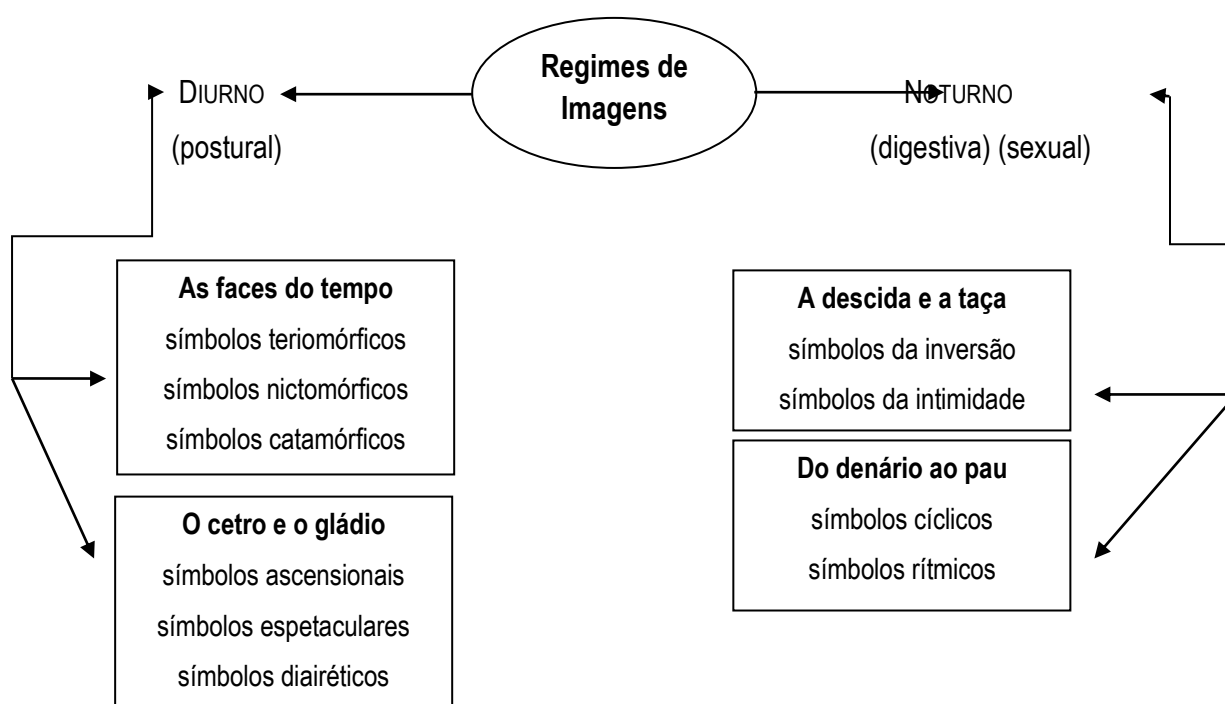 Regimes de
Imagens
DIURNO
(postural)
NOTURNO
(digestiva) (sexual)
As faces do tempo
símbolos teriomórficos
símbolos nictomórficos
símbolos catamórficos
O cetro e o gládio
símbolos ascensionais
símbolos espetaculares
símbolos diairéticos
A descida e a taça
símbolos da inversão
símbolos da intimidade
Do denário ao pau
símbolos cíclicos
símbolos rítmicos